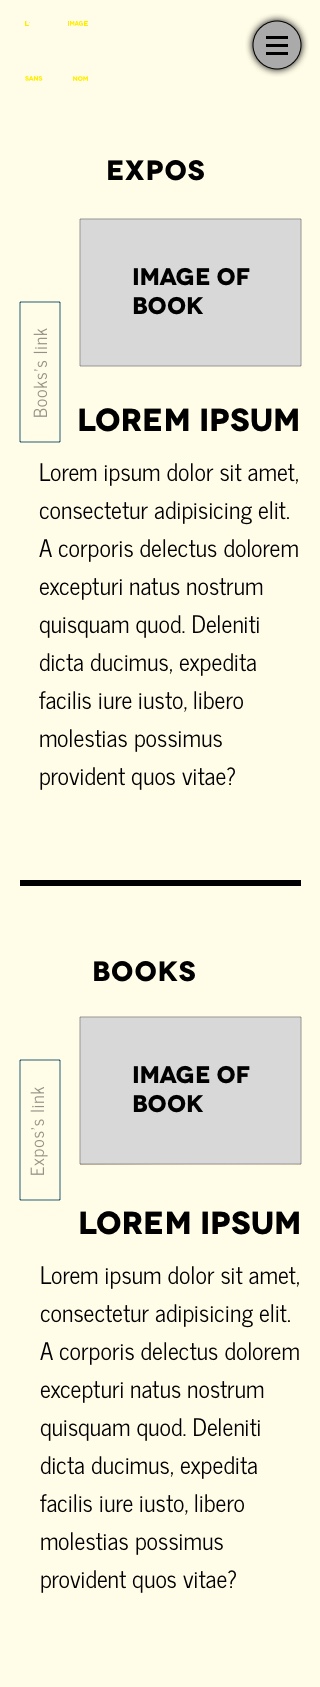 L' IMAGE
SANS NOM
EXPOS
IMAGE OF
BOOK
Books's link
LOREM IPSUM
Lorem ipsum dolor sit amet,
consectetur adipisicing elit.
A corporis delectus dolorem
excepturi natus nostrum
quisquam quod. Deleniti
dicta ducimus, expedita
facilis iure iusto, libero
molestias possimus
provident quos vitae?
BOOKS
IMAGE OF
BOOK
Expos's link
LOREM IPSUM
Lorem ipsum dolor sit amet,
consectetur adipisicing elit.
A corporis delectus dolorem
excepturi natus nostrum
quisquam quod. Deleniti
dicta ducimus, expedita
facilis iure iusto, libero
molestias possimus
provident quos vitae?